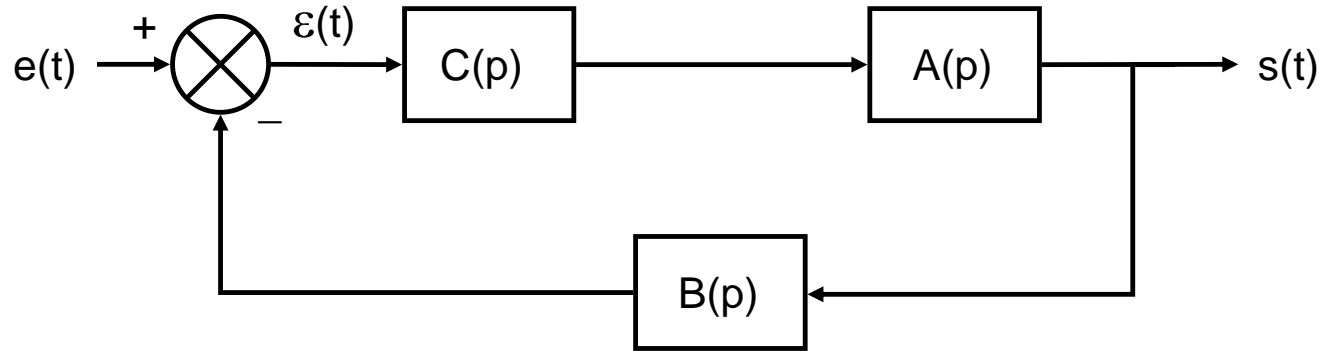 +
ε(t)
e(t)
C(p)
A(p)
s(t)
–
B(p)